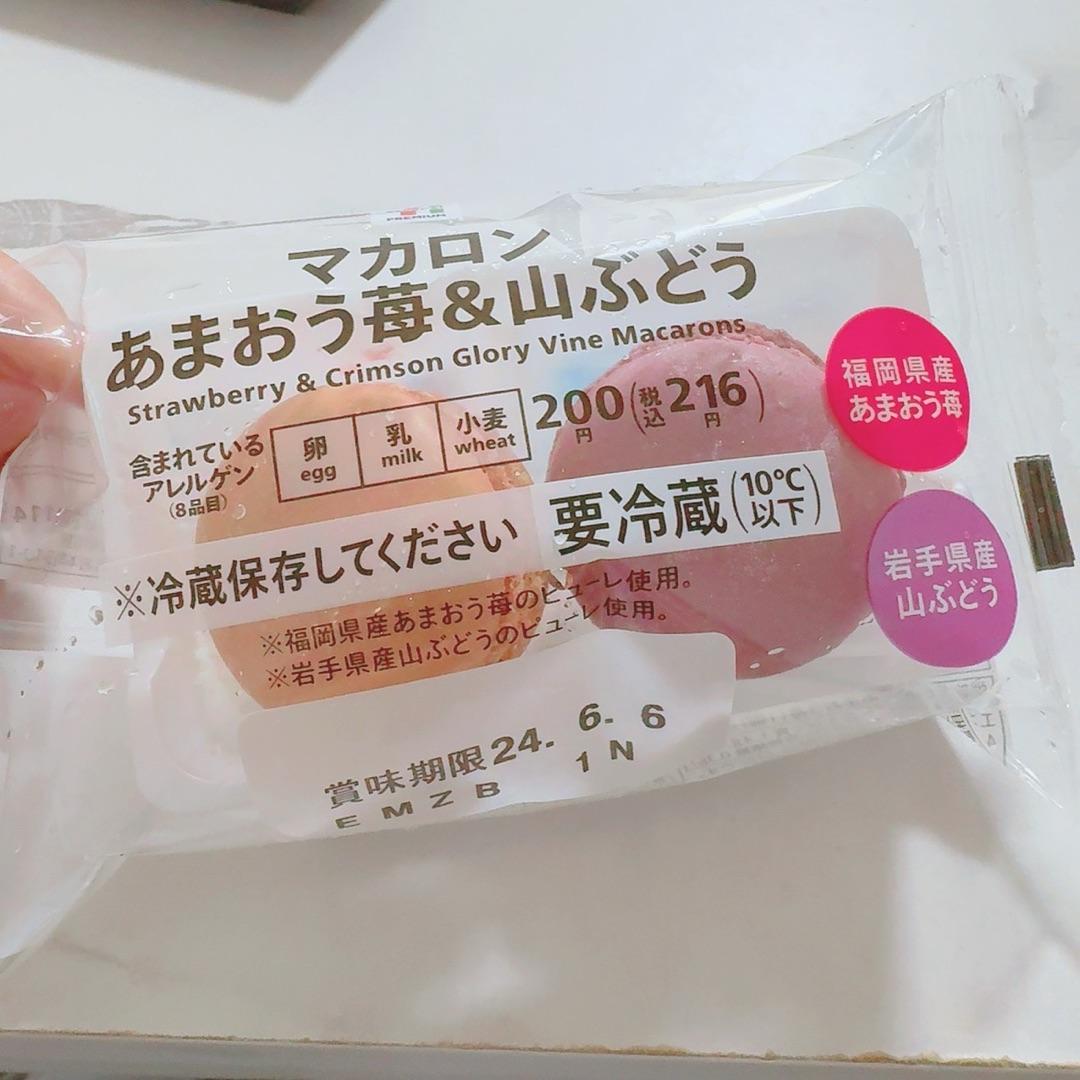 PREMIUM
マカロン
あまおう苺&山ぶどう
Strawberry & Crimson Glory Vine Macarons
含まれている
アレルゲン
(8品目)
卵
egg
乳
milk
小麦
wheat
200円(税込216円)
福岡県産
あまおう苺
※冷蔵保存してください
要冷蔵(10℃以下)
岩手県産
山ぶどう
※福岡県産あまおう苺のピューレ使用。
※岩手県産山ぶどうのピューレ使用。
賞味期限24. 6. 6
EMZB 1N